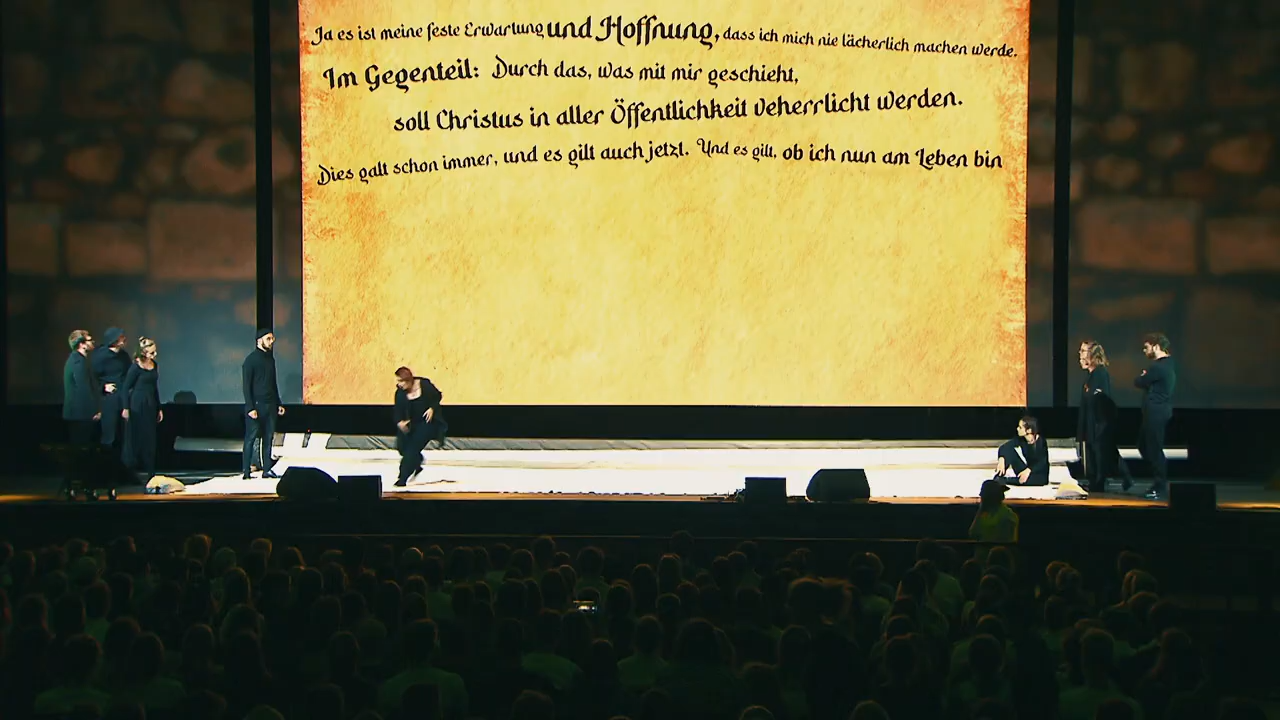 Ja es ist meine feste Erwartung und Hoffnung, dass ich mich nie lächerlich machen werde.
Im Gegenteil: Durch das, was mit mir geschieht,
soll Christus in aller Öffentlichkeit veherrlicht werden.
Dies galt schon immer, und es gilt auch jetzt. Und es gilt, ob ich nun am Leben bin